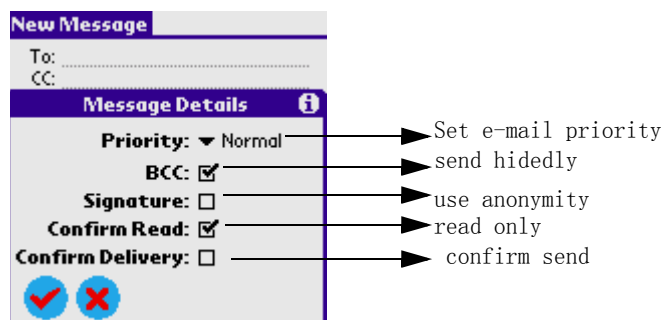 New Message
To:
CC:
Message Details
Priority: Normal
Set e-mail priority
BCC:
send hidedly
Signature:
use anonymity
Confirm Read:
read only
Confirm Delivery:
confirm send